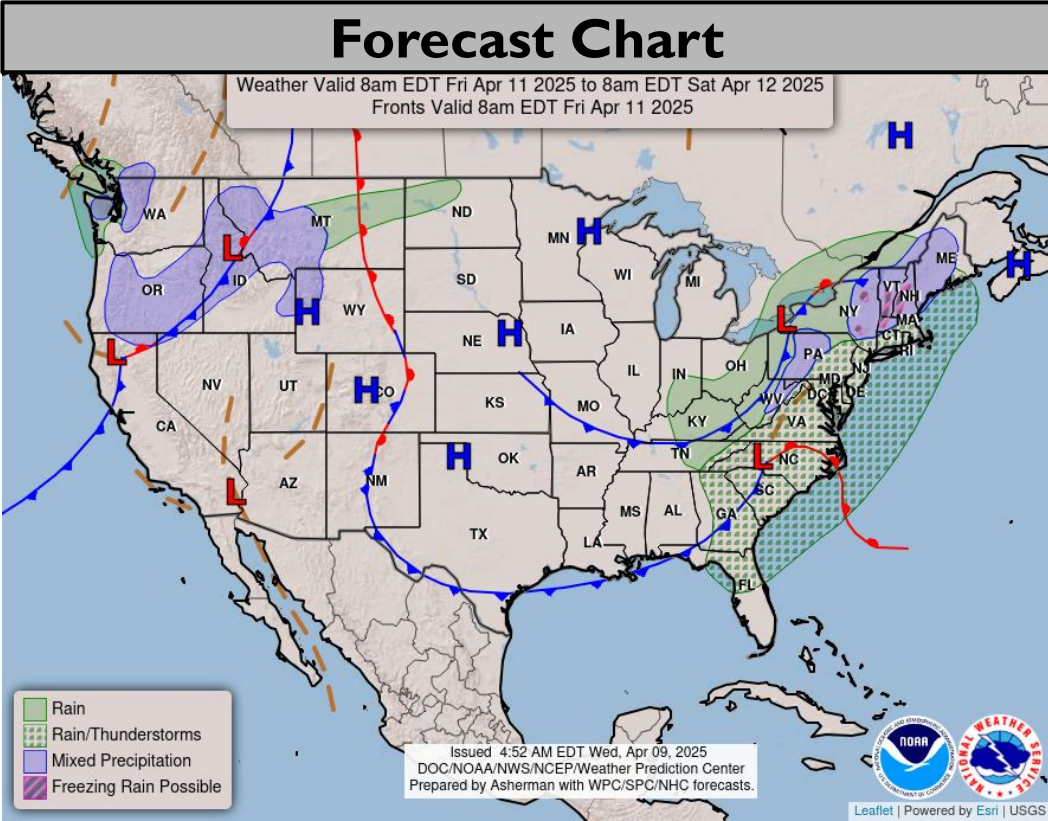 Forecast Chart
Weather Valid 8am EDT Fri Apr 11 2025 to 8am EDT Sat Apr 12 2025
Fronts Valid 8am EDT Fri Apr 11 2025
H
WA
MT
ND
MN
H
ME
H
L
OR
ID
SD
WI
MI
VT
NH
H
WY
NY
MA
L
CT
RI
NE
H
IA
PA
L
NV
UT
H
CO
IL
IN
OH
NJ
MD
DC
DE
WV
KS
MO
KY
VA
CA
H
OK
TN
L
NC
L
AZ
NM
AR
SC
TX
MS
AL
GA
LA
FL
Rain
Rain/Thunderstorms
Mixed Precipitation
Freezing Rain Possible
Issued 4:52 AM EDT Wed, Apr 09, 2025
DOC/NOAA/NWS/NCEP/Weather Prediction Center
Prepared by Asherman with WPC/SPC/NHC forecasts.
NOAA
NATIONAL WEATHER SERVICE
Leaflet | Powered by Esri | USGS